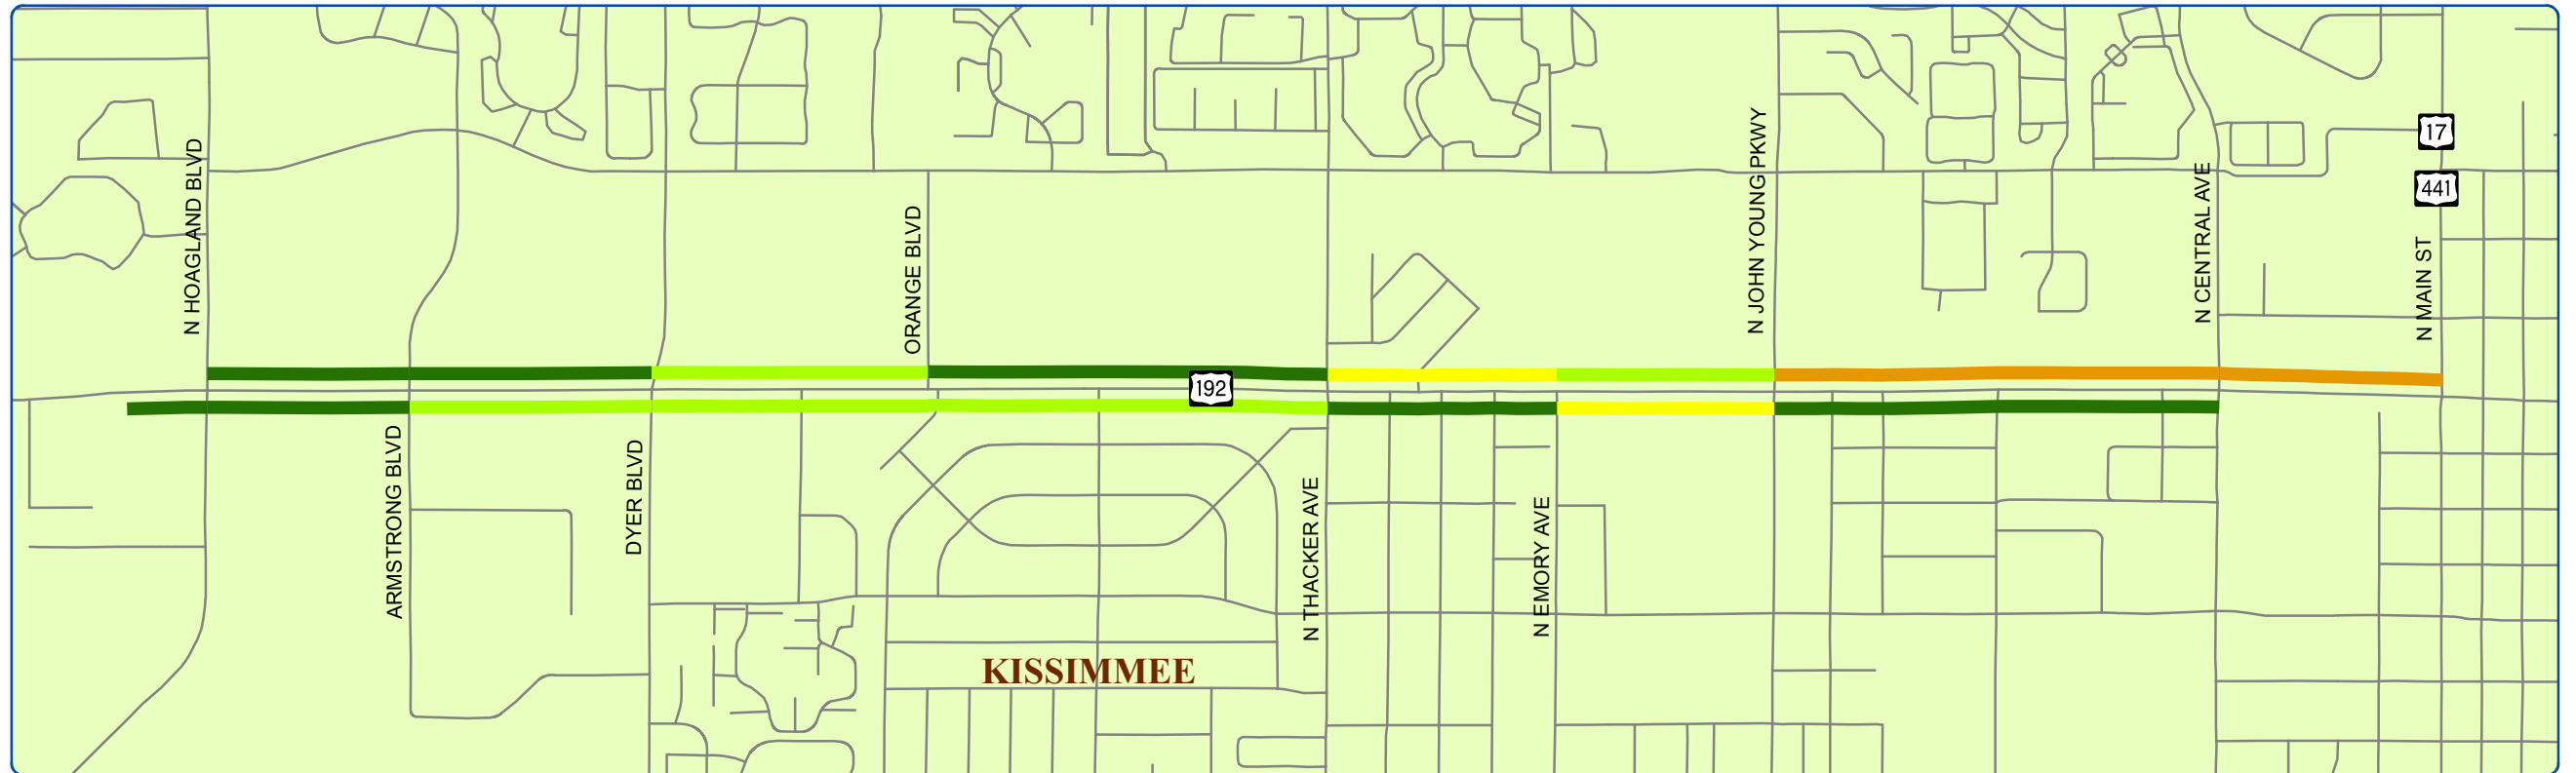 N HOAGLAND BLVD
ARMSTRONG BLVD
DYER BLVD
ORANGE BLVD
192
N THACKER AVE
N EMORY AVE
N JOHN YOUNG PKWY
N CENTRAL AVE
17
441
N MAIN ST
KISSIMMEE